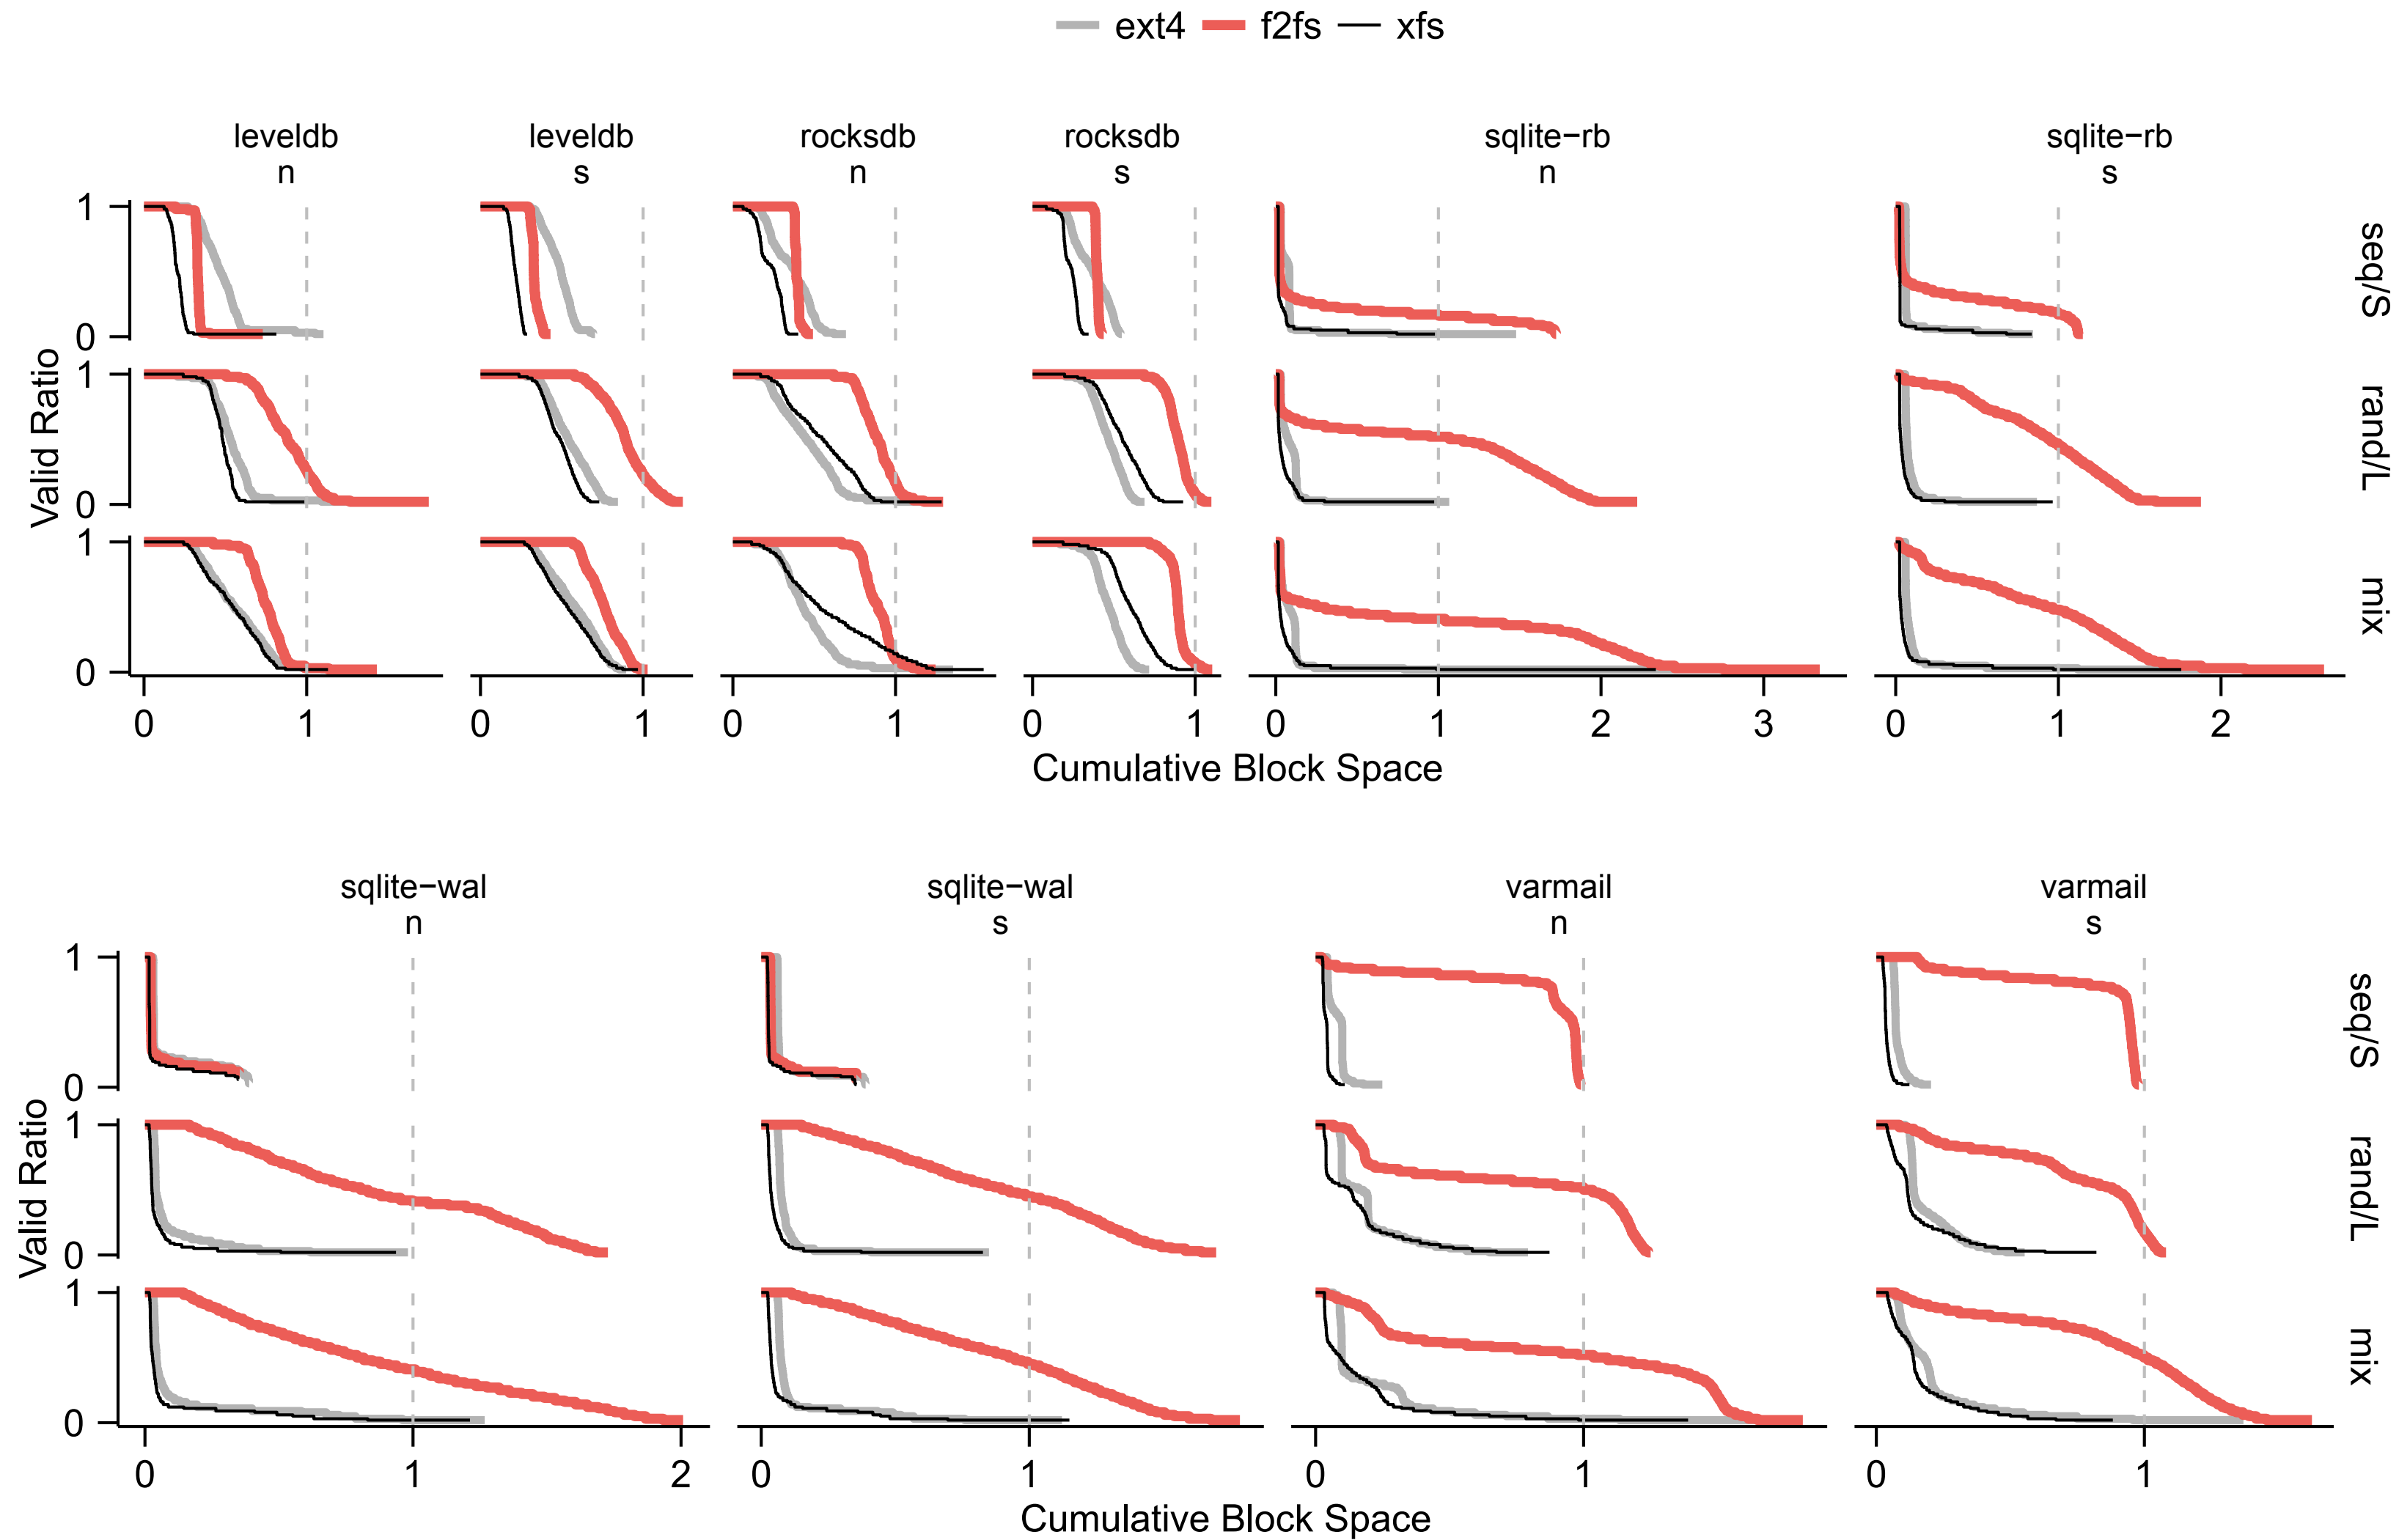 ext4 f2fs xfs
leveldb leveldb rocksdb rocksdb sqlite−rb sqlite−rb
n s n s n s
1
0
seq/S
1
0
rand/L
1
0
mix
Valid Ratio
0 1 0 1 0 1 0 1 0 1 2 3 0 1 2
Cumulative Block Space
sqlite−wal sqlite−wal varmail varmail
n s n s
1
0
seq/S
1
0
rand/L
1
0
mix
Valid Ratio
0 1 2 0 1 0 1 0 1
Cumulative Block Space